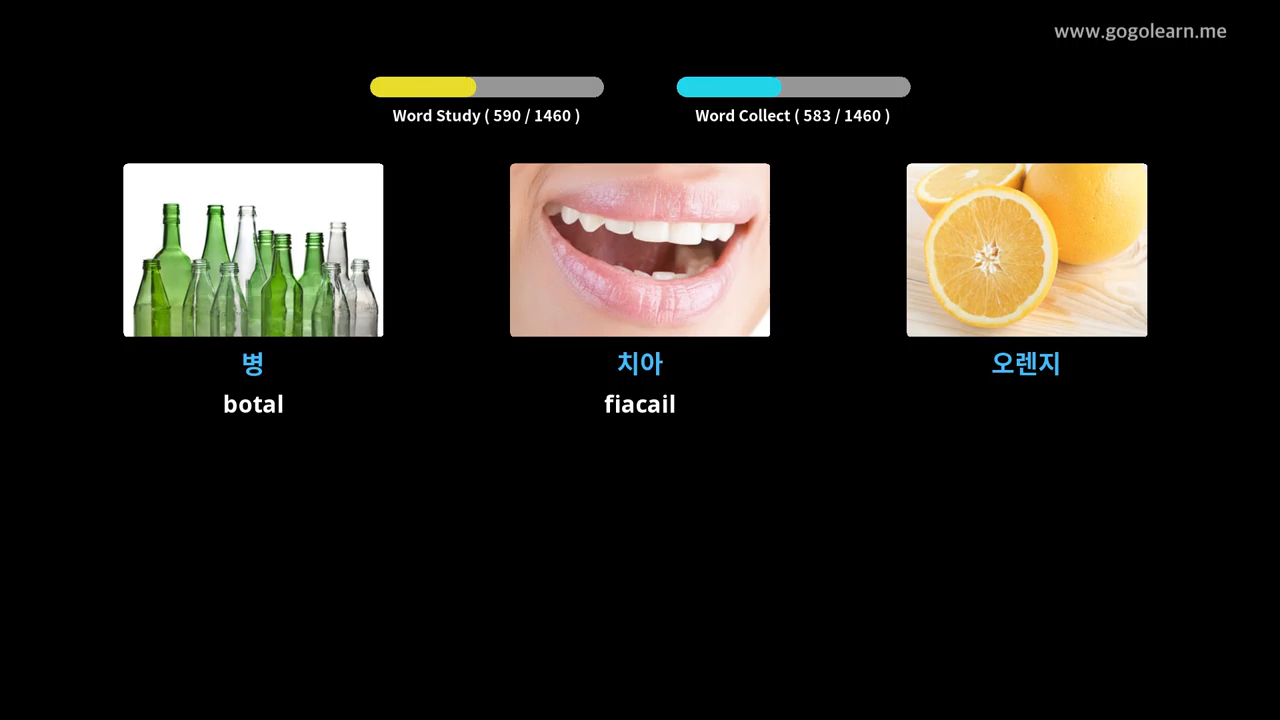 www.gogolearn.me
Word Study ( 590 / 1460 )
Word Collect ( 583 / 1460 )
병
치아
오렌지
botal
fiacail